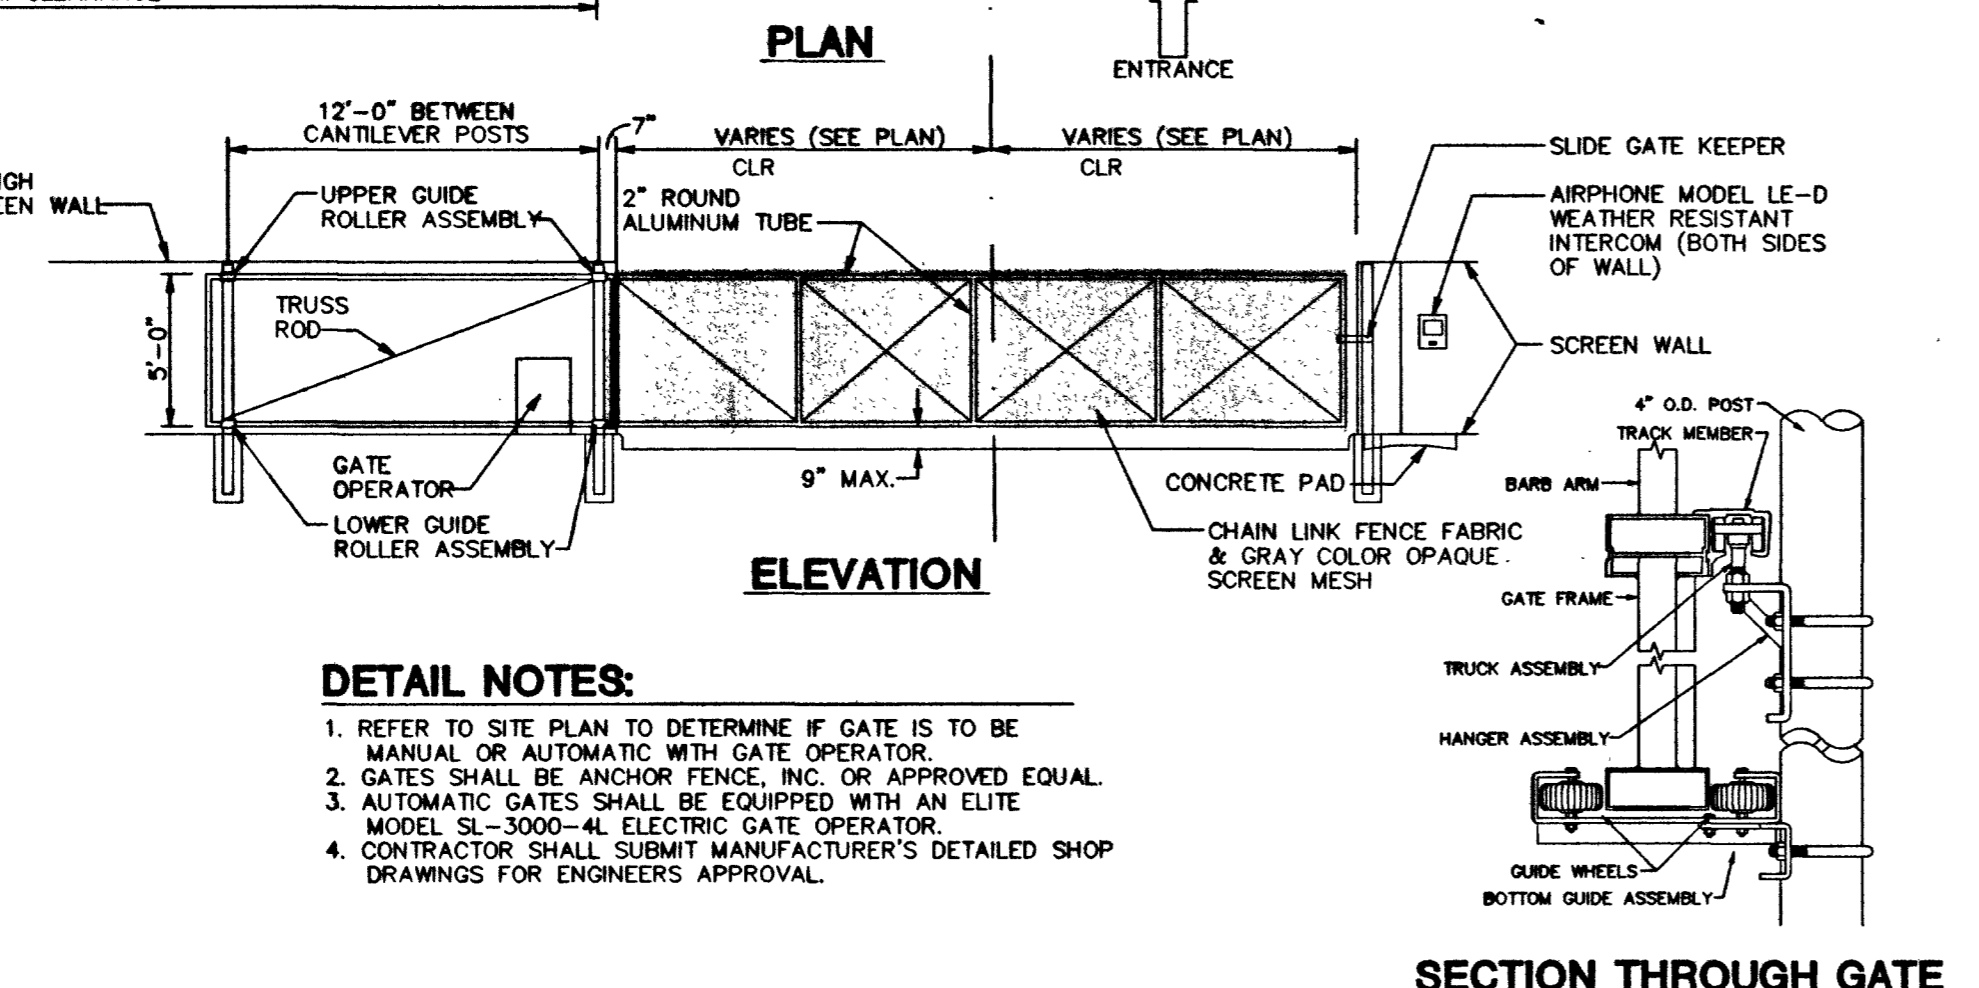 PLAN
ENTRANCE
12'-0" BETWEEN
CANTILEVER POSTS
7"
VARIES (SEE PLAN)
CLR
VARIES (SEE PLAN)
CLR
SLIDE GATE KEEPER
AIRPHONE MODEL LE-D
WEATHER RESISTANT
INTERCOM (BOTH SIDES
OF WALL)
WALL
UPPER GUIDE
ROLLER ASSEMBLY
2" ROUND
ALUMINUM TUBE
TRUSS
ROD
5'-0"
SCREEN WALL
GATE
OPERATOR
9" MAX.
CONCRETE PAD
LOWER GUIDE
ROLLER ASSEMBLY
CHAIN LINK FENCE FABRIC
& GRAY COLOR OPAQUE
SCREEN MESH
ELEVATION
4" O.D. POST
TRACK MEMBER
BARB ARM
GATE FRAME
TRUCK ASSEMBLY
HANGER ASSEMBLY
GUIDE WHEELS
BOTTOM GUIDE ASSEMBLY
SECTION THROUGH GATE
DETAIL NOTES:
1. REFER TO SITE PLAN TO DETERMINE IF GATE IS TO BE
MANUAL OR AUTOMATIC WITH GATE OPERATOR.
2. GATES SHALL BE ANCHOR FENCE, INC. OR APPROVED EQUAL.
3. AUTOMATIC GATES SHALL BE EQUIPPED WITH AN ELITE
MODEL SL-3000-4L ELECTRIC GATE OPERATOR.
4. CONTRACTOR SHALL SUBMIT MANUFACTURER'S DETAILED SHOP
DRAWINGS FOR ENGINEERS APPROVAL.